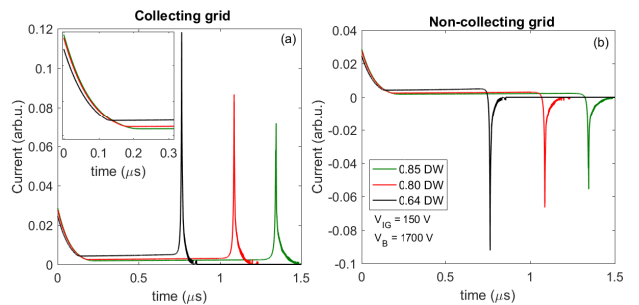 Collecting grid
(a)
Current (arb.u.)
0.12
0.1
0.08
0.06
0.04
0.02
0
0
0.1
0.2
0.3
time (μs)
0
0.5
1
1.5
time (μs)
Non-collecting grid
(b)
Current (arb.u.)
0.04
0.02
0
-0.02
-0.04
-0.06
-0.08
-0.1
0.85 DW
0.80 DW
0.64 DW
V_IG = 150 V
V_B = 1700 V
0
0.5
1
1.5
time (μs)